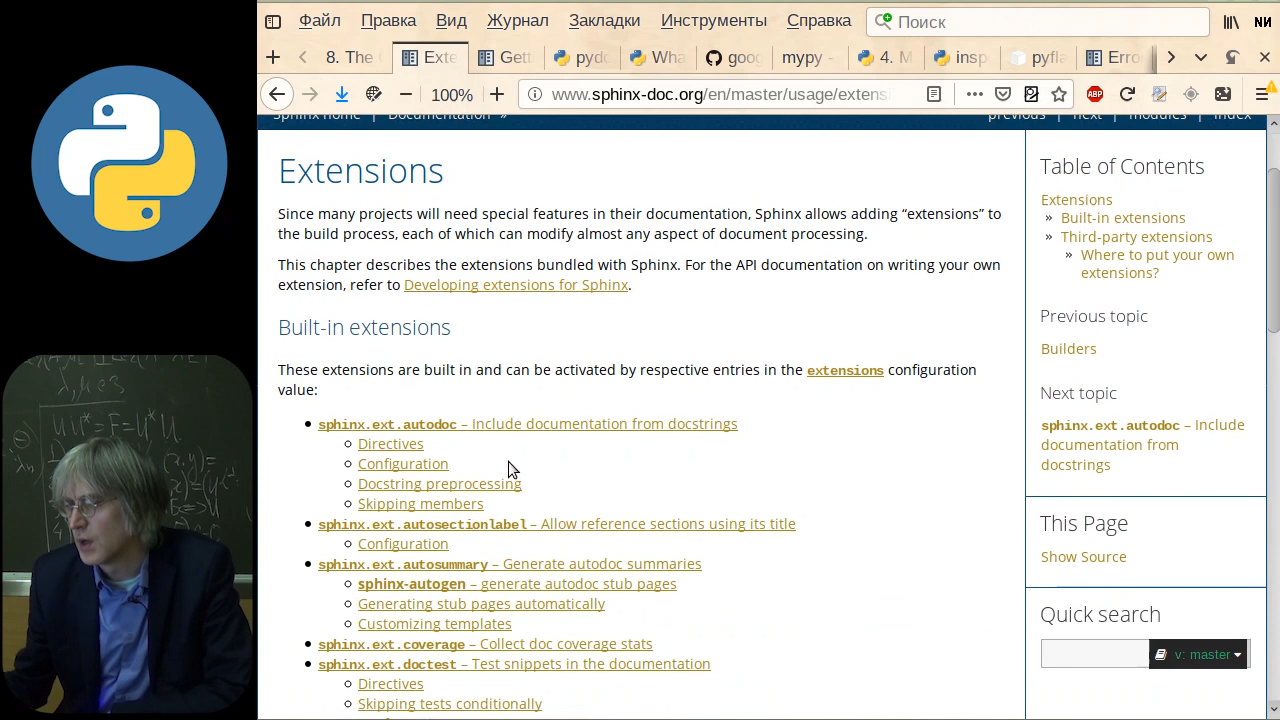 Файл Правка Вид Журнал Закладки Инструменты Справка Поиск
8. The Exte Gett pydo Wha goog mypy - 4. M insp pyfla Erro
100% www.sphinx-doc.org/en/master/usage/extens ABP
Sphinx home | Documentation » previous | next | modules | index
Extensions
Since many projects will need special features in their documentation, Sphinx allows adding “extensions” to
the build process, each of which can modify almost any aspect of document processing.
This chapter describes the extensions bundled with Sphinx. For the API documentation on writing your own
extension, refer to Developing extensions for Sphinx.
Built-in extensions
These extensions are built in and can be activated by respective entries in the extensions configuration
value:
sphinx.ext.autodoc – Include documentation from docstrings
Directives
Configuration
Docstring preprocessing
Skipping members
sphinx.ext.autosectionlabel – Allow reference sections using its title
Configuration
sphinx.ext.autosummary – Generate autodoc summaries
sphinx-autogen – generate autodoc stub pages
Generating stub pages automatically
Customizing templates
sphinx.ext.coverage – Collect doc coverage stats
sphinx.ext.doctest – Test snippets in the documentation
Directives
Skipping tests conditionally
Table of Contents
Extensions
» Built-in extensions
» Third-party extensions
» Where to put your own
extensions?
Previous topic
Builders
Next topic
sphinx.ext.autodoc – Include
documentation from
docstrings
This Page
Show Source
Quick search
v: master